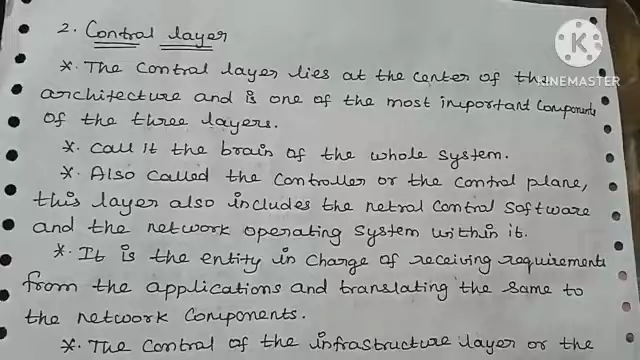 2. Control layer
*. The control layer lies at the center of the
architecture and is one of the most important components
of the three layers.
*. Call it the brain of the whole system.
*. Also called the controller or the control plane,
this layer also includes the netral control software
and the network operating system within it.
*. It is the entity in charge of receiving requirements
from the applications and translating the same to
the network components.
*. The control of the infrastructure layer or the
KINEMASTER